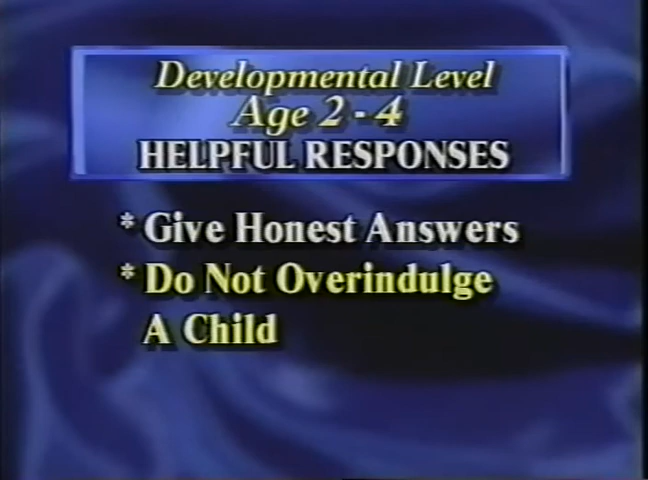 Developmental Level
Age 2 - 4
HELPFUL RESPONSES
* Give Honest Answers
* Do Not Overindulge
A Child